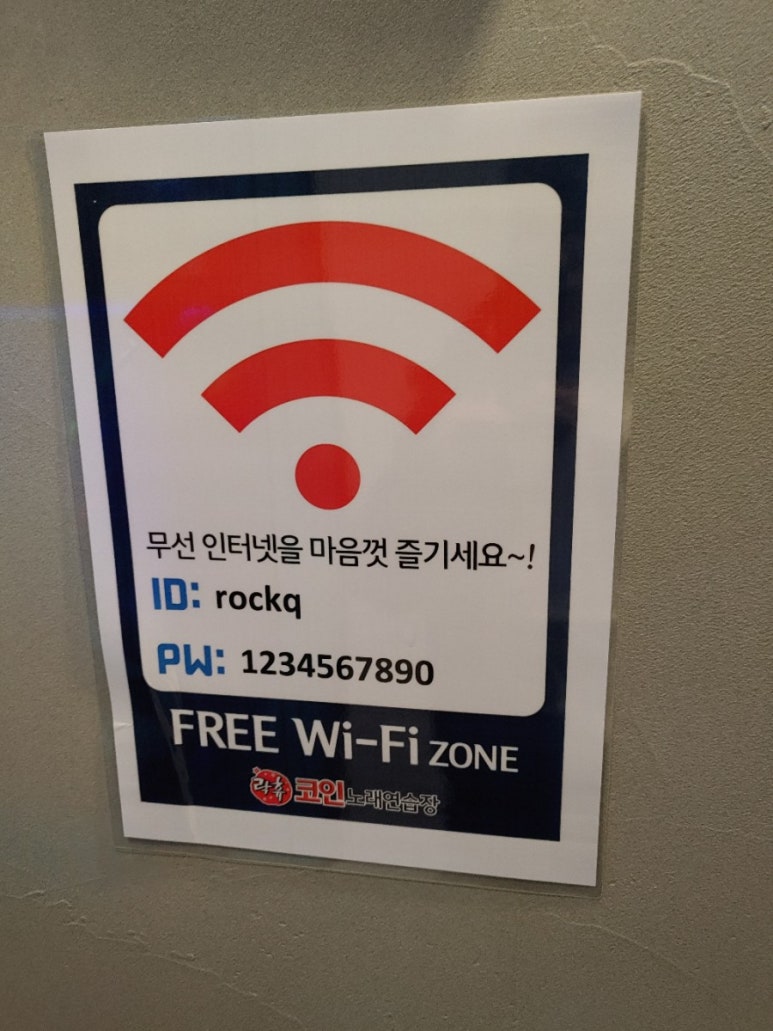 무선 인터넷을 마음껏 즐기세요~!
ID: rockq
PW: 1234567890
FREE Wi-Fi ZONE
락휴 코인노래연습장